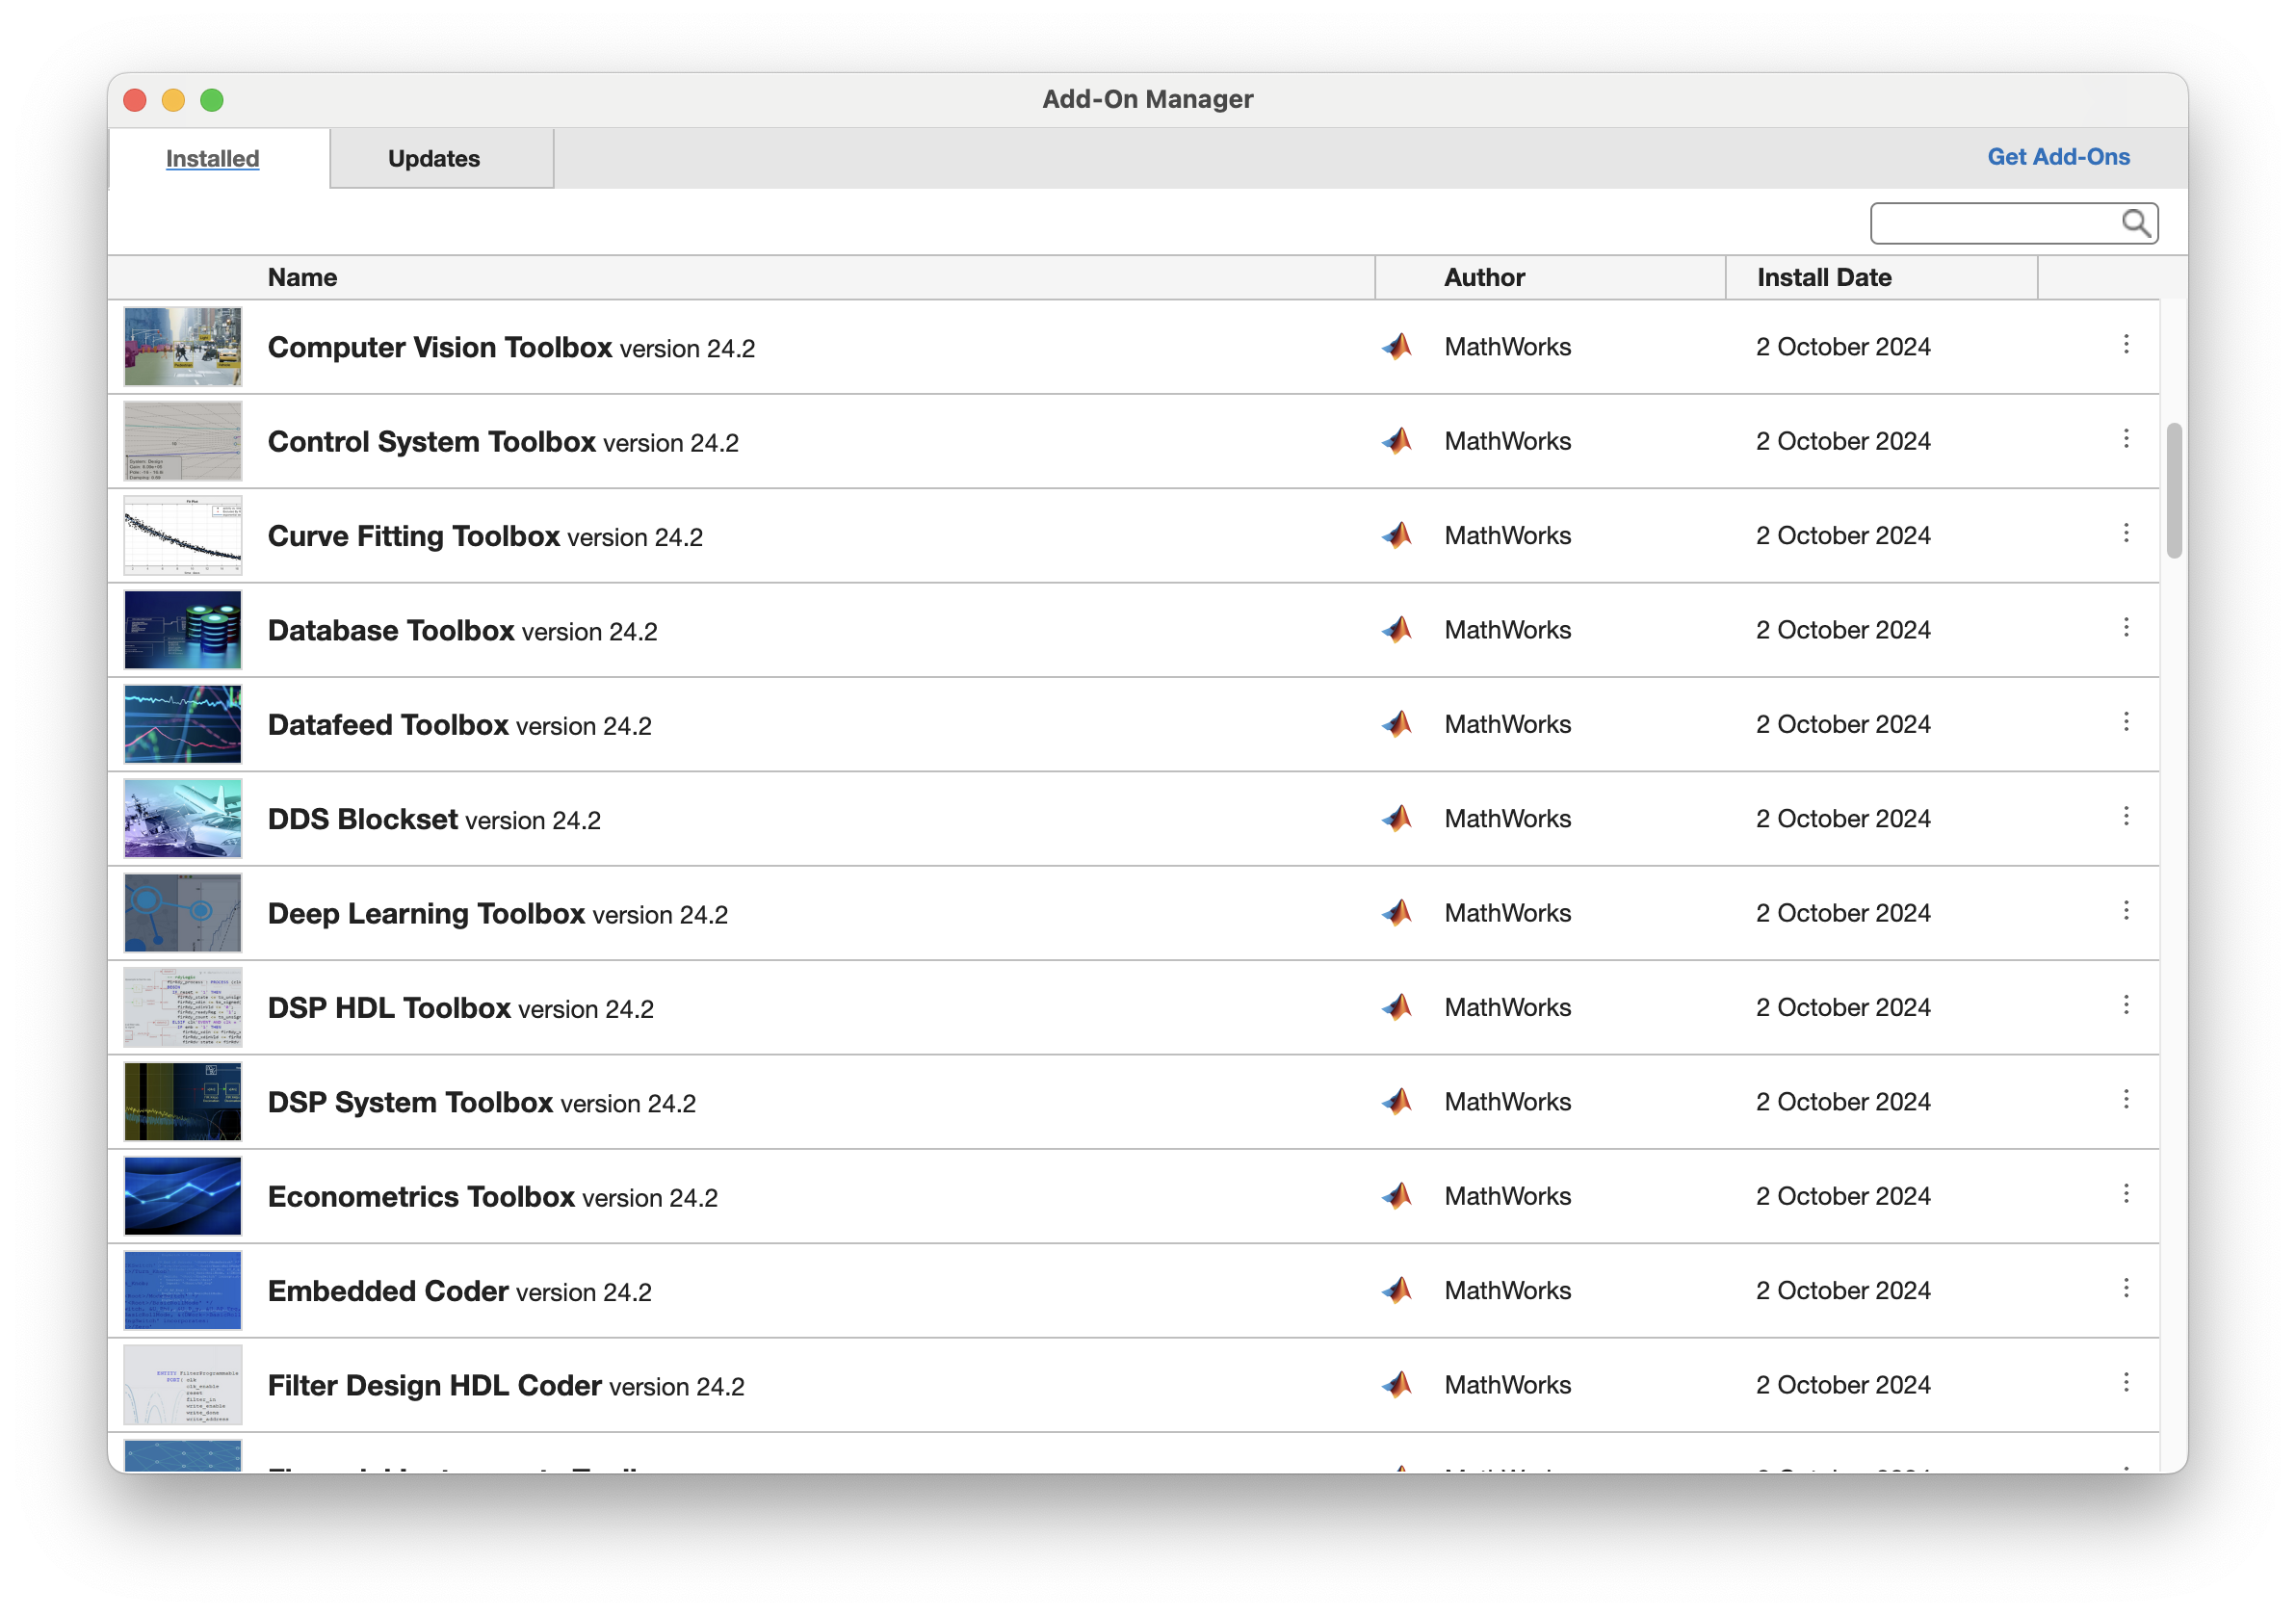 Add-On Manager
Installed
Updates
Get Add-Ons
Name
Author
Install Date
Computer Vision Toolbox version 24.2
MathWorks
2 October 2024
Control System Toolbox version 24.2
MathWorks
2 October 2024
Curve Fitting Toolbox version 24.2
MathWorks
2 October 2024
Database Toolbox version 24.2
MathWorks
2 October 2024
Datafeed Toolbox version 24.2
MathWorks
2 October 2024
DDS Blockset version 24.2
MathWorks
2 October 2024
Deep Learning Toolbox version 24.2
MathWorks
2 October 2024
DSP HDL Toolbox version 24.2
MathWorks
2 October 2024
DSP System Toolbox version 24.2
MathWorks
2 October 2024
Econometrics Toolbox version 24.2
MathWorks
2 October 2024
Embedded Coder version 24.2
MathWorks
2 October 2024
Filter Design HDL Coder version 24.2
MathWorks
2 October 2024